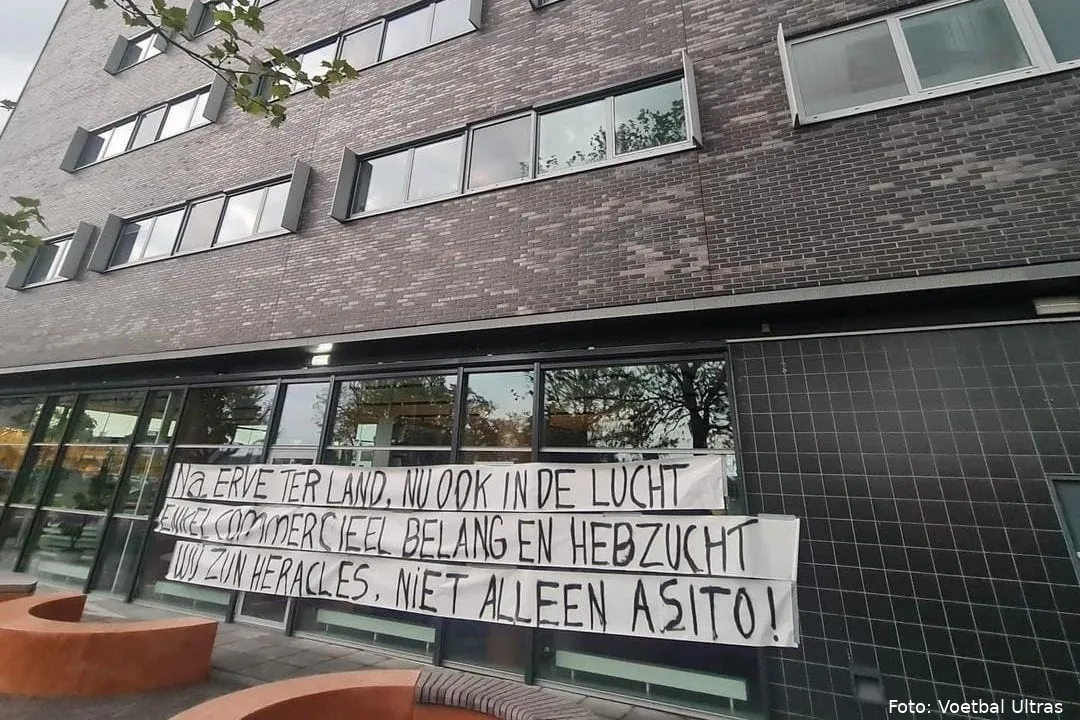 Na ERVE TER LAND, NU OOK IN DE LUCHT
ENKEL COMMERCIEEL BELANG EN HEBZUCHT
WIJ ZIJN HERACLES, NiET ALLEEN ASITO!
Foto: Voetbal Ultras